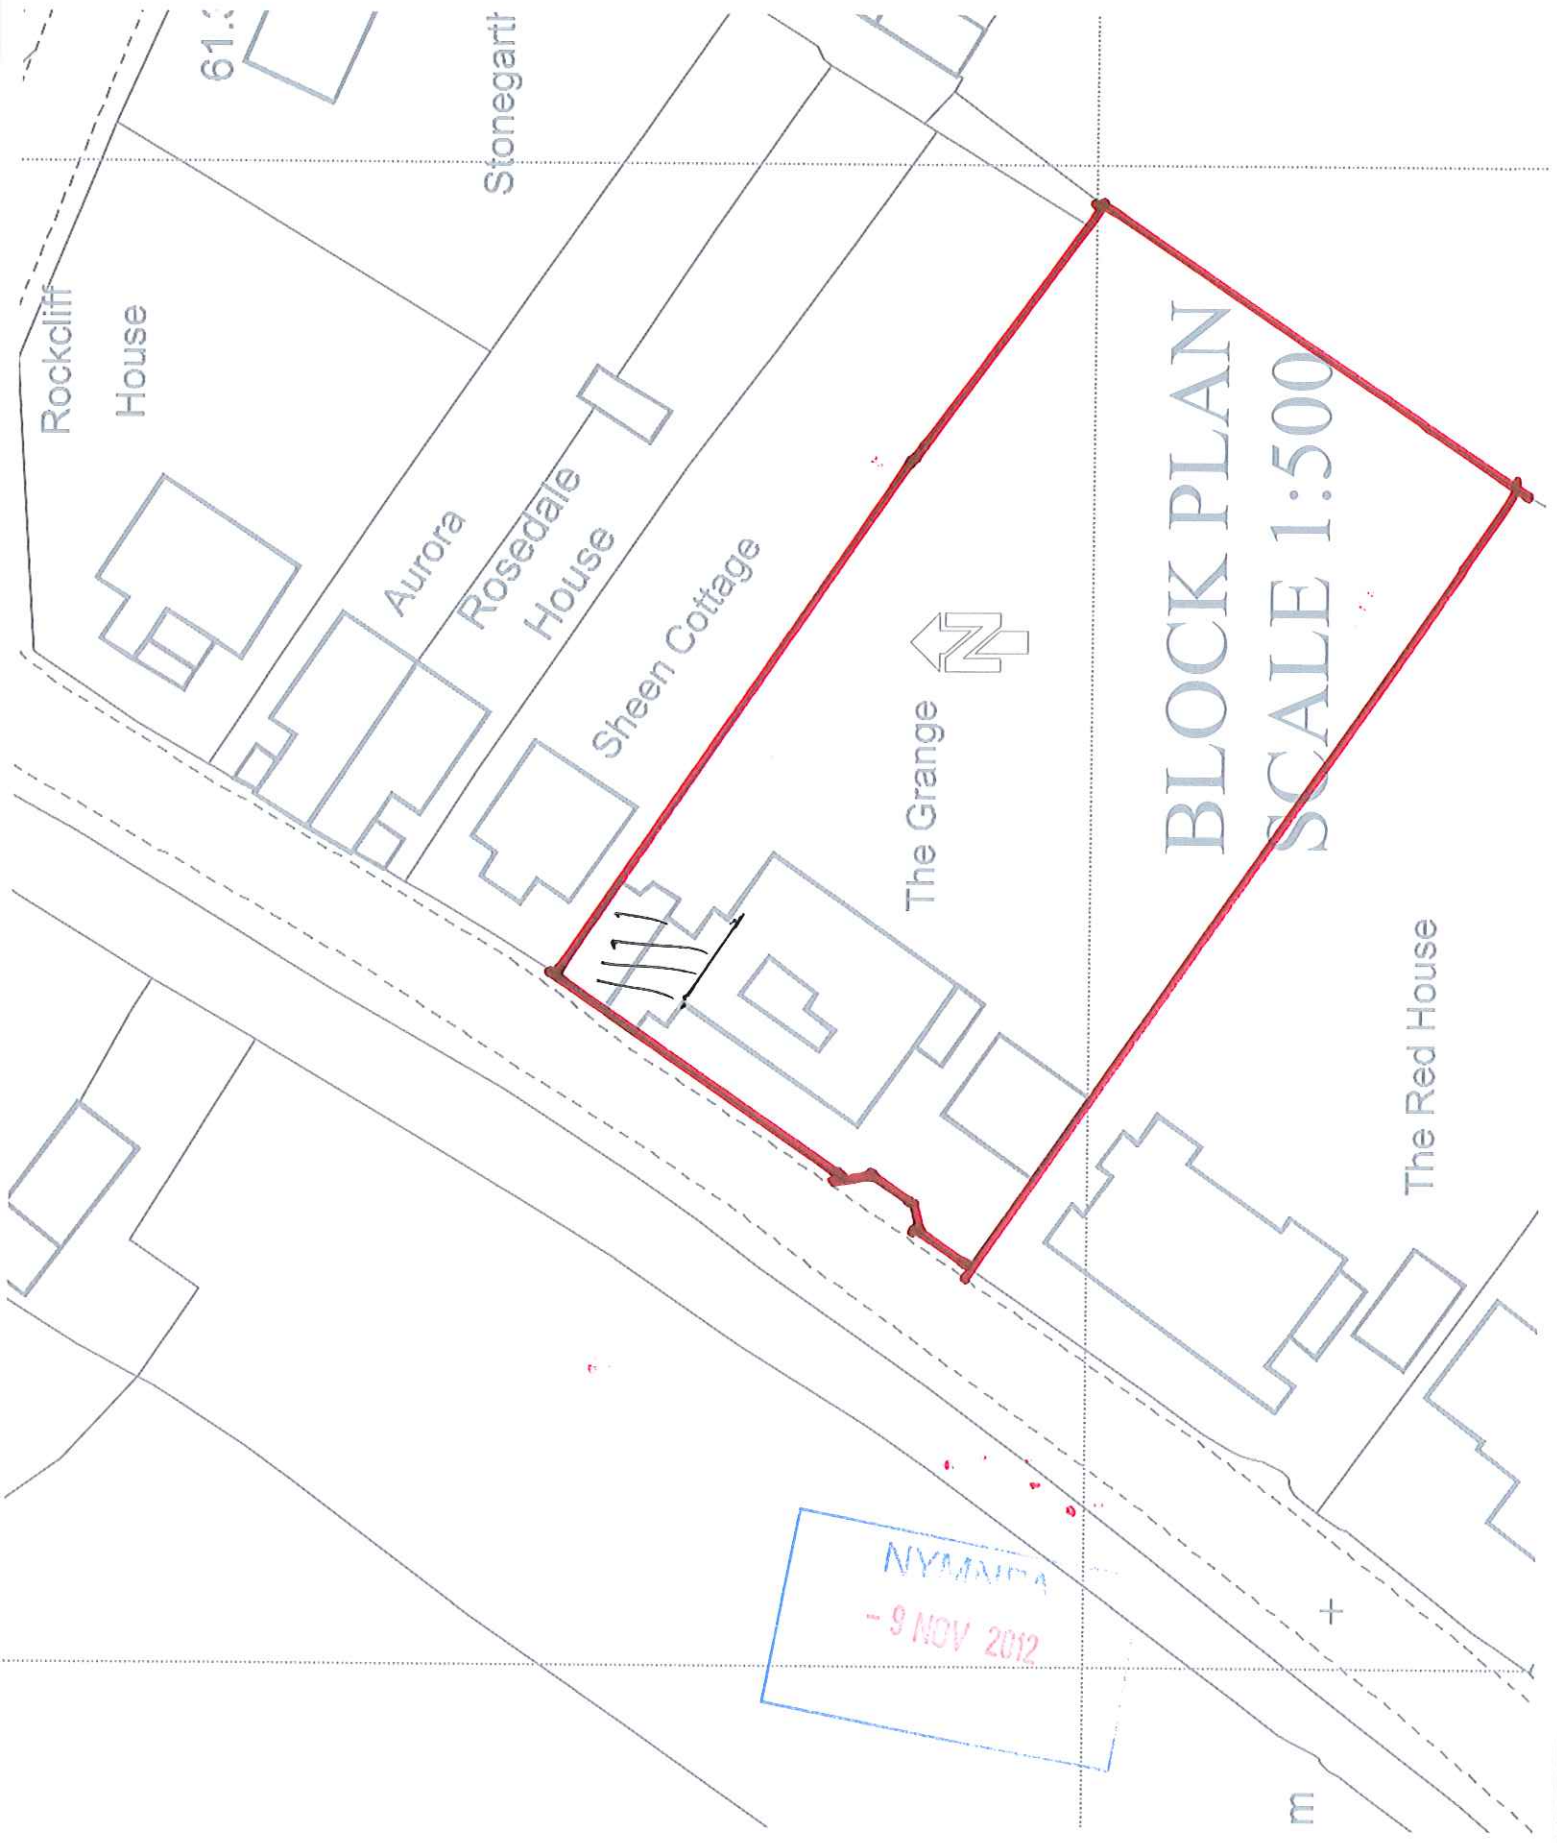 61.
Stonegarth
Rockcliff
House
Aurora
Rosedale
House
Sheen Cottage
The Grange
N
BLOCK PLAN
SCALE 1:500
The Red House
NYMNPA
- 9 NOV 2012
m